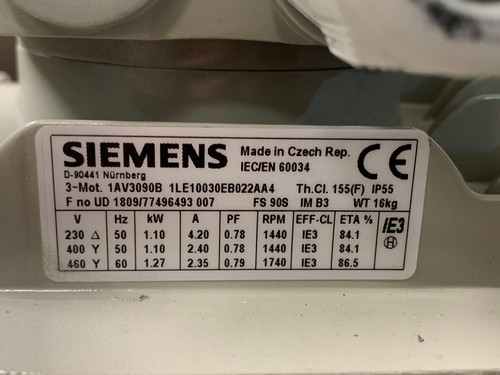 SIEMENS
Made in Czech Rep.
CE
D-90441 Nürnberg
IEC/EN 60034
3~Mot. 1AV3090B 1LE10030EB022AA4 Th.Cl. 155(F) IP55
F no UD 1809/77496493 007 FS 90S IM B3 WT 16kg
V Hz kW A PF RPM EFF-CL ETA %
230 Δ 50 1.10 4.20 0.78 1440 IE3 84.1
400 Y 50 1.10 2.40 0.78 1440 IE3 84.1
460 Y 60 1.27 2.35 0.79 1740 IE3 86.5
IE3
H